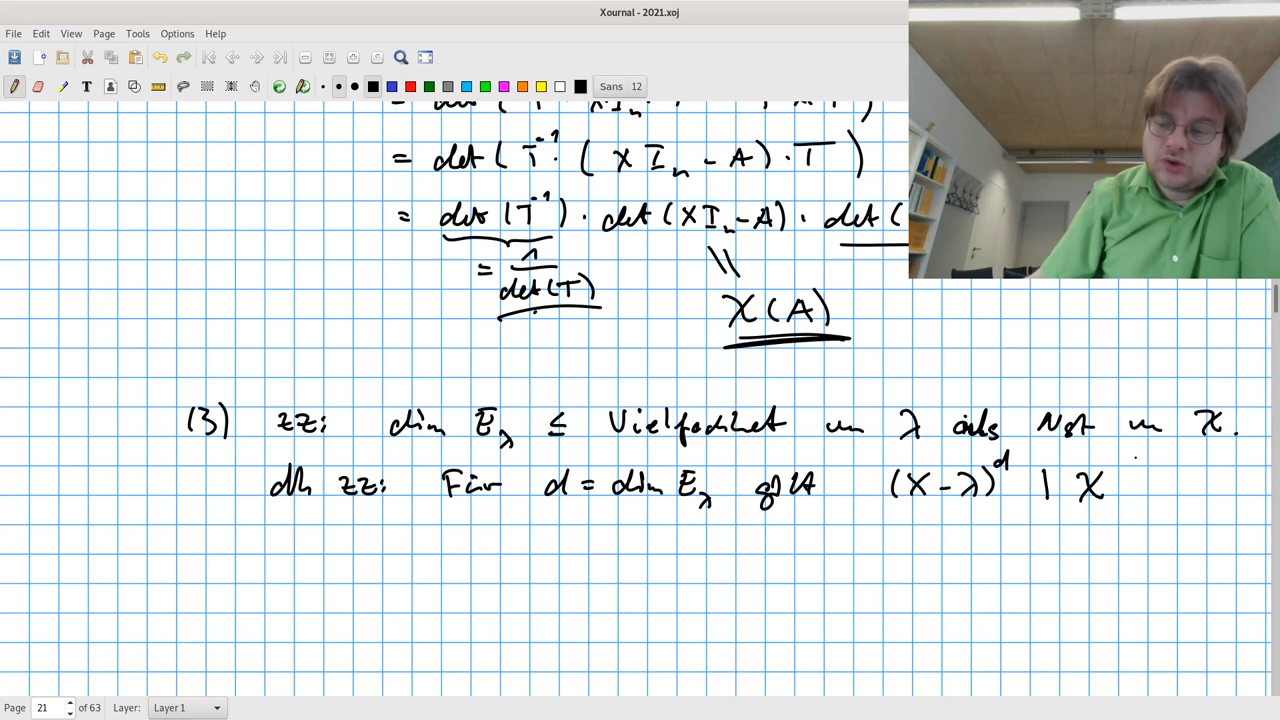 Xournal - 2021.xoj
File Edit View Page Tools Options Help
T Sans 12
= det ( T⁻¹ · ( X Iₙ - A ) · T )
= det (T⁻¹) · det (X Iₙ - A) · det (
= 1 / det(T)
χ (A)
(3) zz: dim E_λ ≤ Vielfachheit von λ als Nst von χ.
dh zz: Für d = dim E_λ gilt (X - λ)^d | χ
Page 21 of 63 Layer: Layer 1